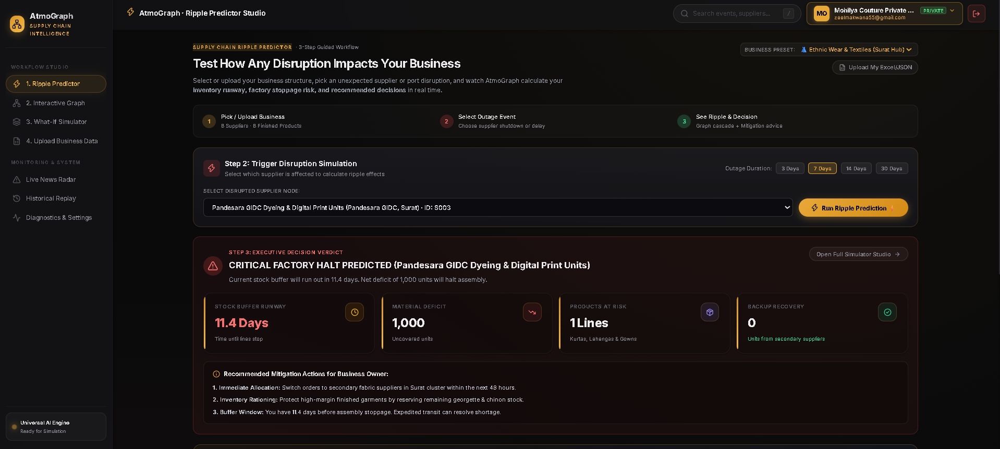 AtmoGraph
SUPPLY CHAIN
INTELLIGENCE
WORKFLOW STUDIO
1. Ripple Predictor
2. Interactive Graph
3. What-If Simulator
4. Upload Business Data
MONITORING & SYSTEM
Live News Radar
Historical Replay
Diagnostics & Settings
Universal AI Engine
Ready for Simulation
AtmoGraph · Ripple Predictor Studio
Search events, suppliers... /
MO
Mohilya Couture Private ... PRIVATE
zeelmakwana55@gmail.com
SUPPLY CHAIN RIPPLE PREDICTOR · 3-Step Guided Workflow
Test How Any Disruption Impacts Your Business
Select or upload your business structure, pick an unexpected supplier or port disruption, and watch AtmoGraph calculate your
inventory runway, factory stoppage risk, and recommended decisions in real time.
BUSINESS PRESET: Ethnic Wear & Textiles (Surat Hub)
Upload My Excel/JSON
1
Pick / Upload Business
8 Suppliers · 8 Finished Products
2
Select Outage Event
Choose supplier shutdown or delay
3
See Ripple & Decision
Graph cascade + Mitigation advice
Step 2: Trigger Disruption Simulation
Select which supplier is affected to calculate ripple effects
Outage Duration: 3 Days 7 Days 14 Days 30 Days
SELECT DISRUPTED SUPPLIER NODE:
Pandesara GIDC Dyeing & Digital Print Units (Pandesara GIDC, Surat) · ID: S003
Run Ripple Prediction
STEP 3: EXECUTIVE DECISION VERDICT
CRITICAL FACTORY HALT PREDICTED (Pandesara GIDC Dyeing & Digital Print Units)
Current stock buffer will run out in 11.4 days. Net deficit of 1,000 units will halt assembly.
Open Full Simulator Studio →
STOCK BUFFER RUNWAY
11.4 Days
Time until lines stop
MATERIAL DEFICIT
1,000
Uncovered units
PRODUCTS AT RISK
1 Lines
Kurtas, Lehengas & Gowns
BACKUP RECOVERY
0
Units from secondary suppliers
Recommended Mitigation Actions for Business Owner:
1. Immediate Allocation: Switch orders to secondary fabric suppliers in Surat cluster within the next 48 hours.
2. Inventory Rationing: Protect high-margin finished garments by reserving remaining georgette & chinon stock.
3. Buffer Window: You have 11.4 days before assembly stoppage. Expedited transit can resolve shortage.